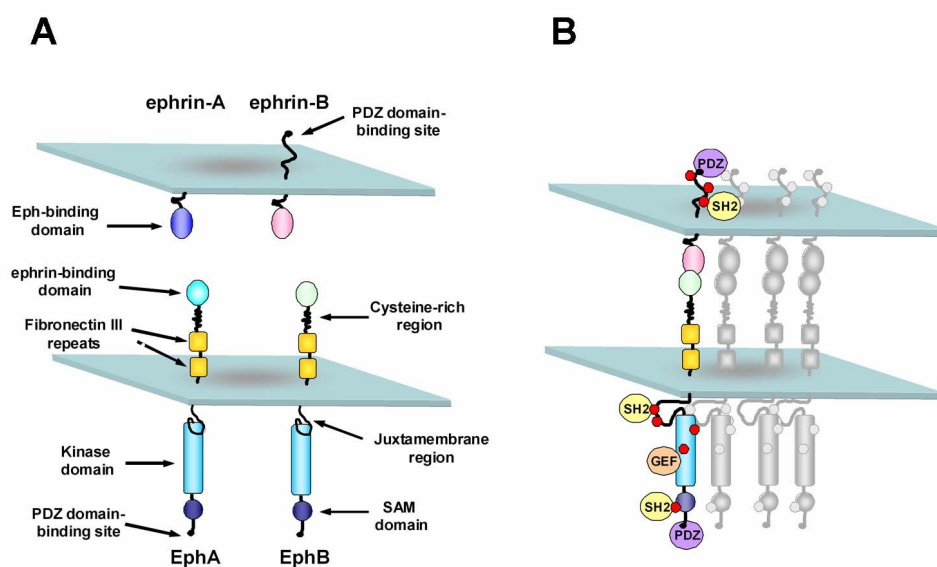 A
B
ephrin-A
ephrin-B
PDZ domain-
binding site
Eph-binding
domain
ephrin-binding
domain
Fibronectin III
repeats
Cysteine-rich
region
Kinase
domain
Juxtamembrane
region
PDZ domain-
binding site
SAM
domain
EphA
EphB
PDZ
SH2
SH2
GEF
SH2
PDZ